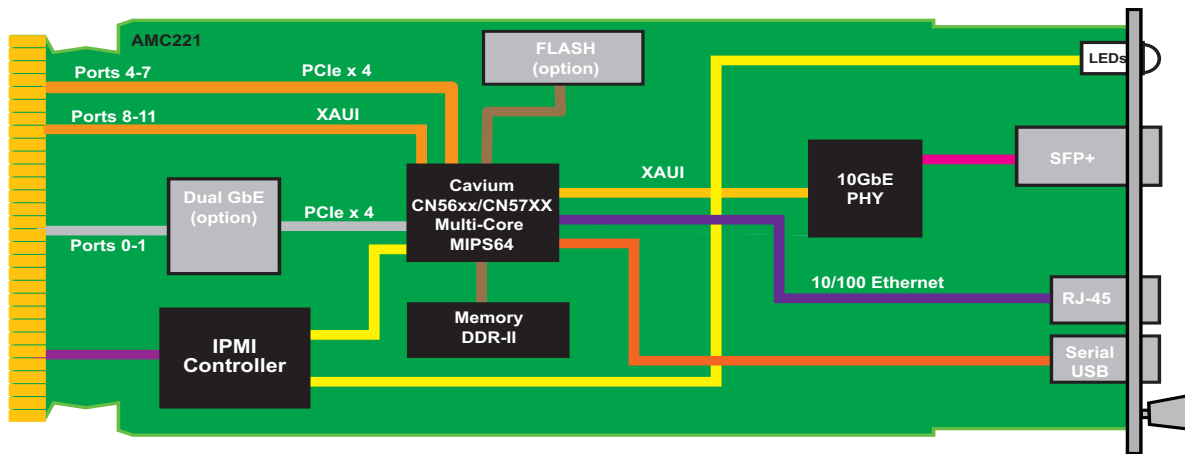 AMC221
FLASH
(option)
LEDs
Ports 4-7
PCIe x 4
Ports 8-11
XAUI
SFP+
Cavium
CN56xx/CN57XX
Multi-Core
MIPS64
XAUI
10GbE
PHY
Dual GbE
(option)
PCIe x 4
Ports 0-1
10/100 Ethernet
RJ-45
Memory
DDR-II
IPMI
Controller
Serial
USB